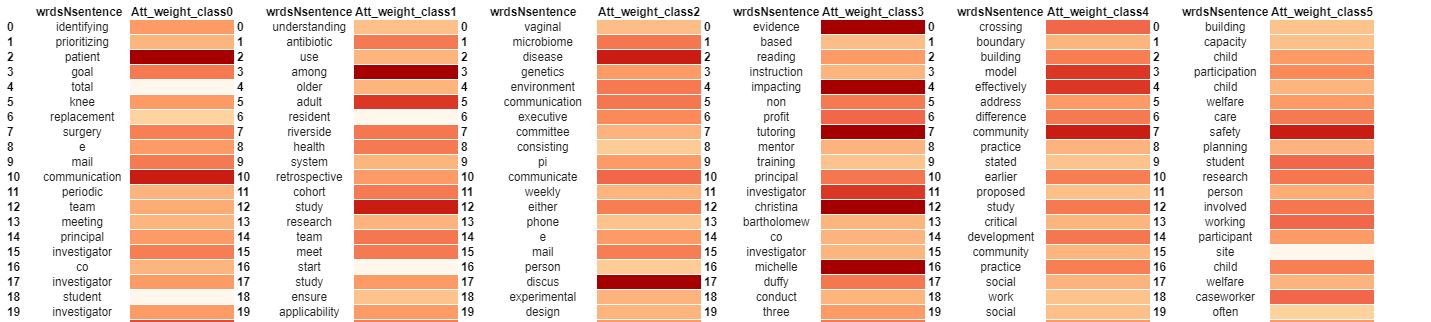 wrdsNsentence Att_weight_class0 wrdsNsentence Att_weight_class1 wrdsNsentence Att_weight_class2 wrdsNsentence Att_weight_class3 wrdsNsentence Att_weight_class4 wrdsNsentence Att_weight_class5
0 identifying 0 understanding 0 vaginal 0 evidence 0 crossing 0 building
1 prioritizing 1 antibiotic 1 microbiome 1 based 1 boundary 1 capacity
2 patient 2 use 2 disease 2 reading 2 building 2 child
3 goal 3 among 3 genetics 3 instruction 3 model 3 participation
4 total 4 older 4 environment 4 impacting 4 effectively 4 child
5 knee 5 adult 5 communication 5 non 5 address 5 welfare
6 replacement 6 resident 6 executive 6 profit 6 difference 6 care
7 surgery 7 riverside 7 committee 7 tutoring 7 community 7 safety
8 e 8 health 8 consisting 8 mentor 8 practice 8 planning
9 mail 9 system 9 pi 9 training 9 stated 9 student
10 communication 10 retrospective 10 communicate 10 principal 10 earlier 10 research
11 periodic 11 cohort 11 weekly 11 investigator 11 proposed 11 person
12 team 12 study 12 either 12 christina 12 study 12 involved
13 meeting 13 research 13 phone 13 bartholomew 13 critical 13 working
14 principal 14 team 14 e 14 co 14 development 14 participant
15 investigator 15 meet 15 mail 15 investigator 15 community 15 site
16 co 16 start 16 person 16 michelle 16 practice 16 child
17 investigator 17 study 17 discus 17 duffy 17 social 17 welfare
18 student 18 ensure 18 experimental 18 conduct 18 work 18 caseworker
19 investigator 19 applicability 19 design 19 three 19 social 19 often